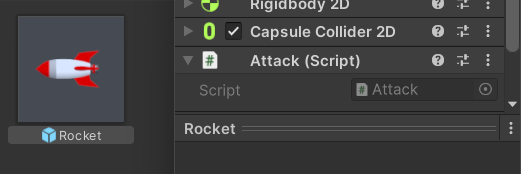 Rigidbody 2D
Capsule Collider 2D
# Attack (Script)
Script # Attack
Rocket
Rocket